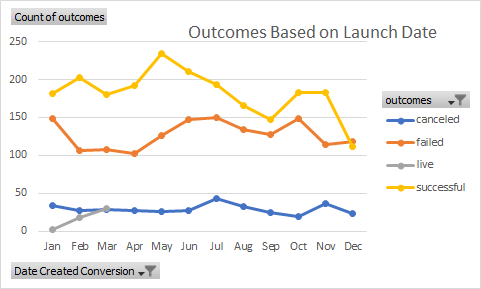 Count of outcomes
Outcomes Based on Launch Date
250
200
150
100
50
0
Jan Feb Mar Apr May Jun Jul Aug Sep Oct Nov Dec
outcomes
canceled
failed
live
successful
Date Created Conversion